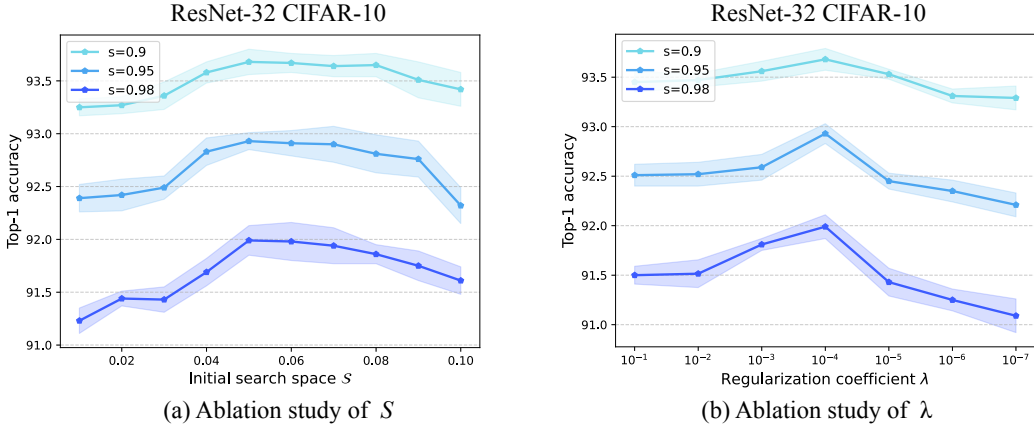 ResNet-32 CIFAR-10
s=0.9
s=0.95
s=0.98
Top-1 accuracy
93.5
93.0
92.5
92.0
91.5
91.0
0.02 0.04 0.06 0.08 0.10
Initial search space S
(a) Ablation study of S
ResNet-32 CIFAR-10
s=0.9
s=0.95
s=0.98
Top-1 accuracy
93.5
93.0
92.5
92.0
91.5
91.0
10⁻¹ 10⁻² 10⁻³ 10⁻⁴ 10⁻⁵ 10⁻⁶ 10⁻⁷
Regularization coefficient λ
(b) Ablation study of λ